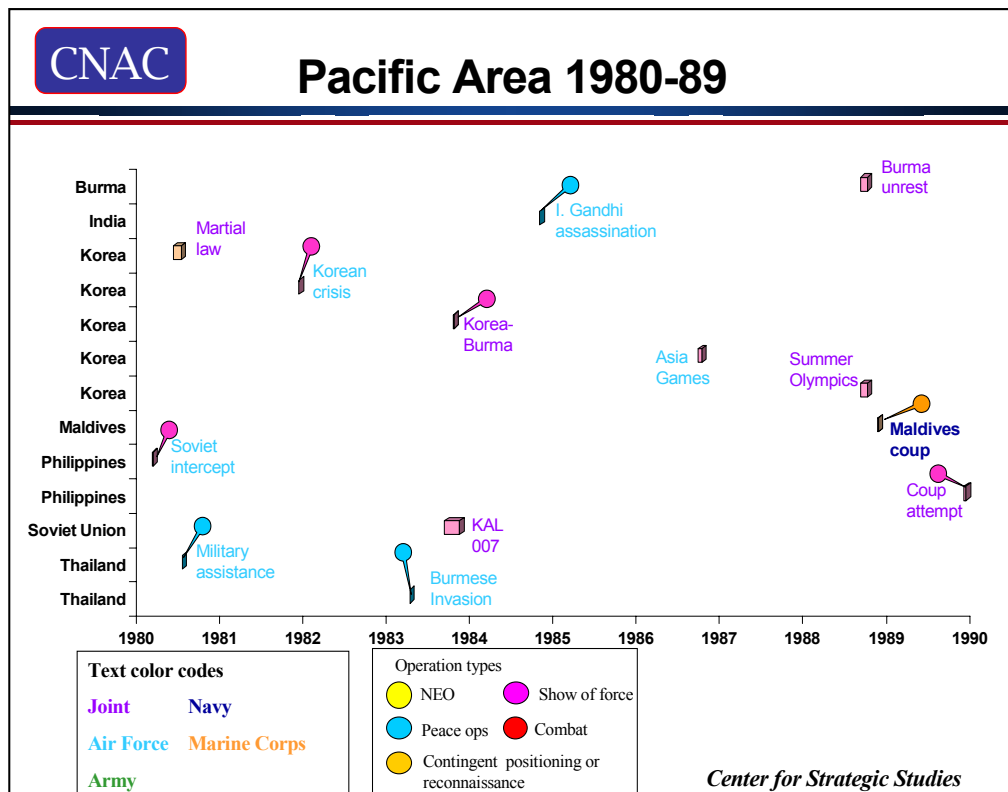 CNAC
Pacific Area 1980-89
Burma
India
Korea
Korea
Korea
Korea
Korea
Maldives
Philippines
Philippines
Soviet Union
Thailand
Thailand
Burma
unrest
I. Gandhi
assassination
Martial
law
Korean
crisis
Korea-
Burma
Asia
Games
Summer
Olympics
Maldives
coup
Soviet
intercept
Coup
attempt
KAL
007
Military
assistance
Burmese
Invasion
1980 1981 1982 1983 1984 1985 1986 1987 1988 1989 1990
Text color codes
Joint Navy
Air Force Marine Corps
Army
Operation types
NEO Show of force
Peace ops Combat
Contingent positioning or
reconnaissance
Center for Strategic Studies